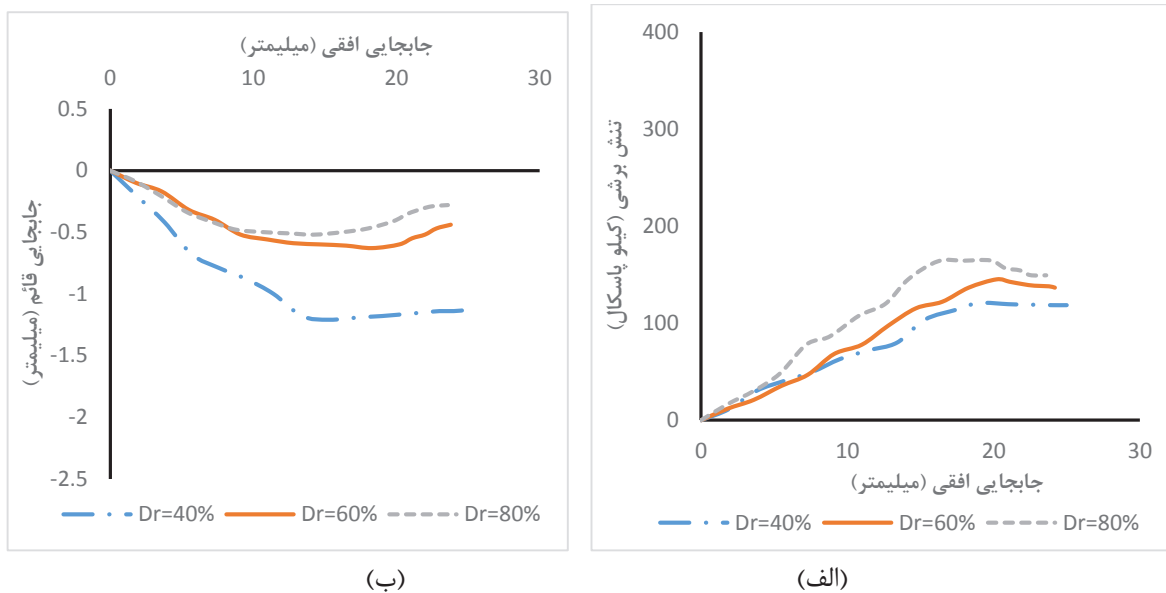 جابجایی افقی (میلیمتر)
0 10 20 30
0.5
0
-0.5
-1
-1.5
-2
-2.5
جابجایی قائم (میلیمتر)
Dr=40% Dr=60% Dr=80%
(ب)
400
300
200
100
0
تنش برشی (کیلو پاسکال)
0 10 20 30
جابجایی افقی (میلیمتر)
Dr=40% Dr=60% Dr=80%
(الف)